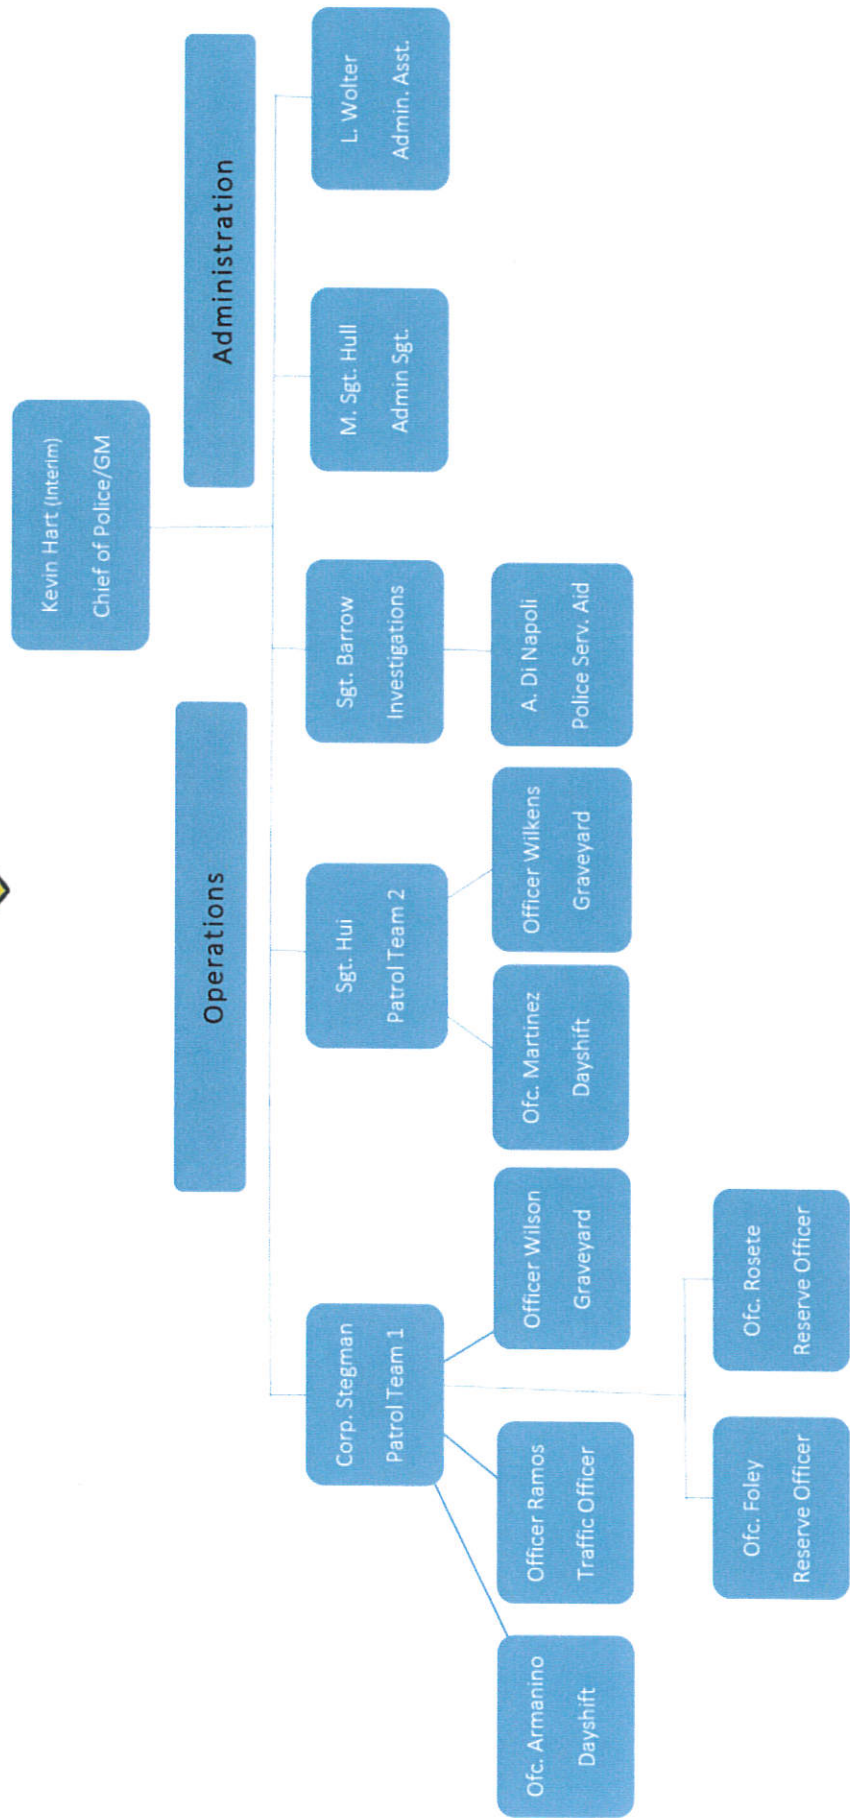 Kevin Hart (Interim)
Chief of Police/GM
Operations
Administration
Corp. Stegman
Patrol Team 1
Sgt. Hui
Patrol Team 2
Sgt. Barrow
Investigations
M. Sgt. Hull
Admin Sgt.
L. Wolter
Admin. Asst.
Ofc. Armanino
Dayshift
Officer Ramos
Traffic Officer
Officer Wilson
Graveyard
Ofc. Martinez
Dayshift
Officer Wilkens
Graveyard
A. Di Napoli
Police Serv. Aid
Ofc. Foley
Reserve Officer
Ofc. Rosete
Reserve Officer